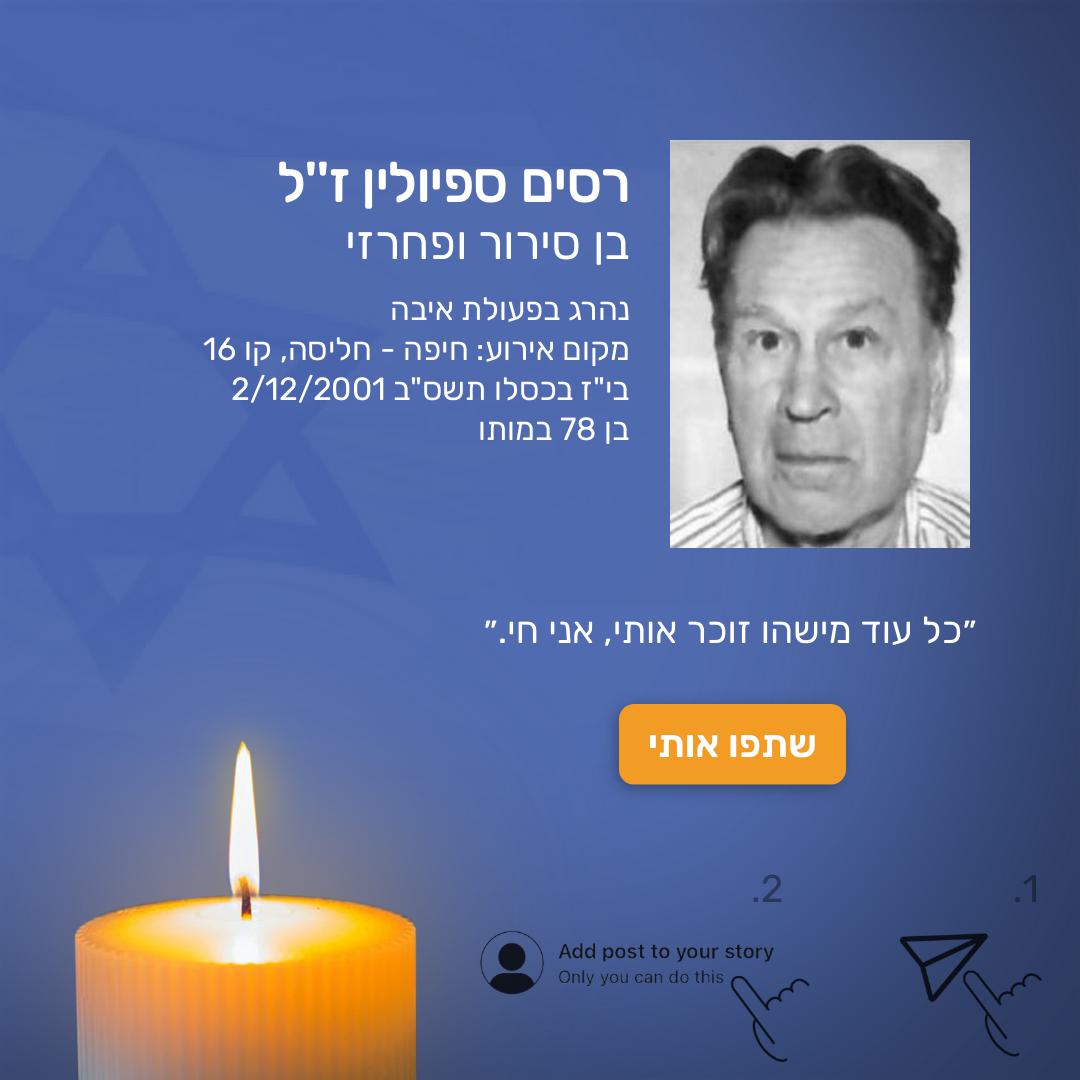 רסים ספיולין ז"ל
בן סירור ופחרזי
נהרג בפעולת איבה
מקום אירוע: חיפה - חליסה, קו 16
בי"ז בכסלו תשס"ב 2/12/2001
בן 78 במותו
״כל עוד מישהו זוכר אותי, אני חי.״
שתפו אותי
1.
2.
Add post to your story
Only you can do this